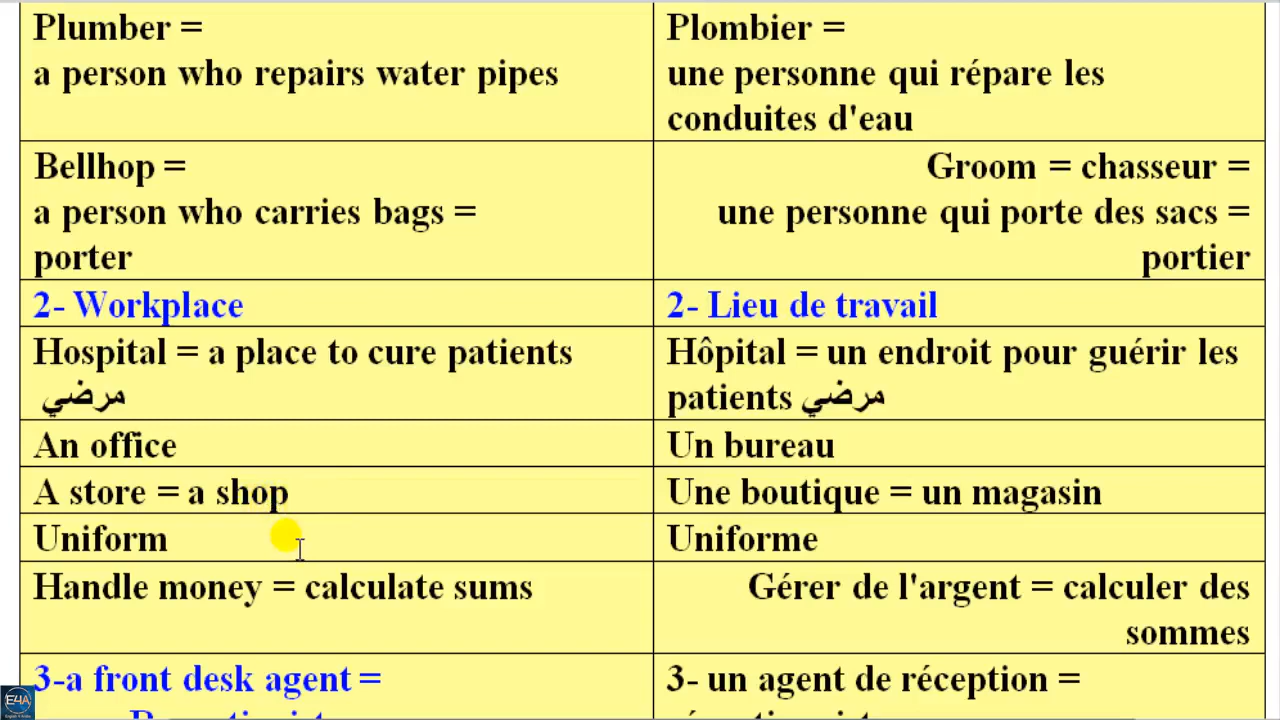 Plumber =
a person who repairs water pipes
Plombier =
une personne qui répare les
conduites d'eau
Bellhop =
a person who carries bags =
porter
Groom = chasseur =
une personne qui porte des sacs =
portier
2- Workplace
2- Lieu de travail
Hospital = a place to cure patients
مرضي
Hôpital = un endroit pour guérir les
patients مرضي
An office
Un bureau
A store = a shop
Une boutique = un magasin
Uniform
Uniforme
Handle money = calculate sums
Gérer de l'argent = calculer des
sommes
3-a front desk agent =
3- un agent de réception =
E4A